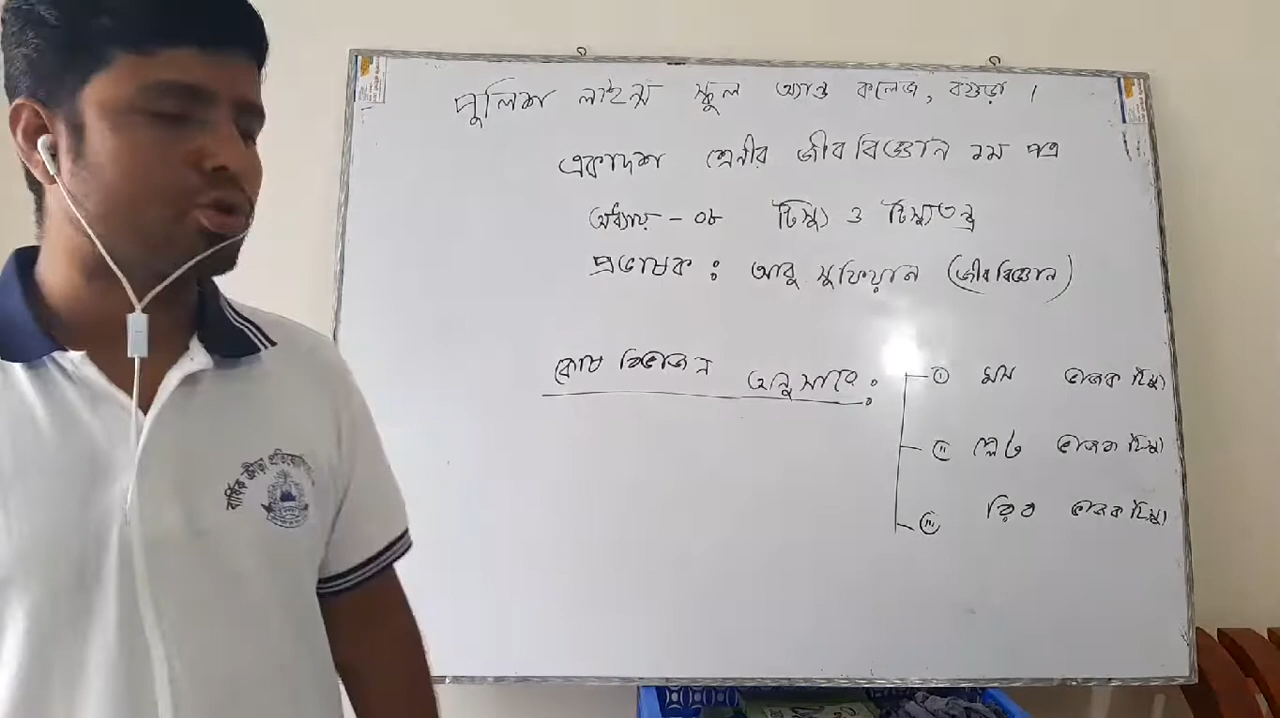 পুলিশ লাইন্স স্কুল অ্যান্ড কলেজ, বগুড়া ।
একাদশ শ্রেনীর জীববিজ্ঞান ১ম পত্র
অধ্যায় - ০৮ টিস্যু ও টিস্যুতন্ত্র
প্রভাষক : আবু সুফিয়ান (জীববিজ্ঞান)
কোষ বিভাজন অনুসারে :
i মাস ভাজক টিস্যু
ii প্লেট ভাজক টিস্যু
iii রিব ভাজক টিস্যু
বার্ষিক ক্রীড়া